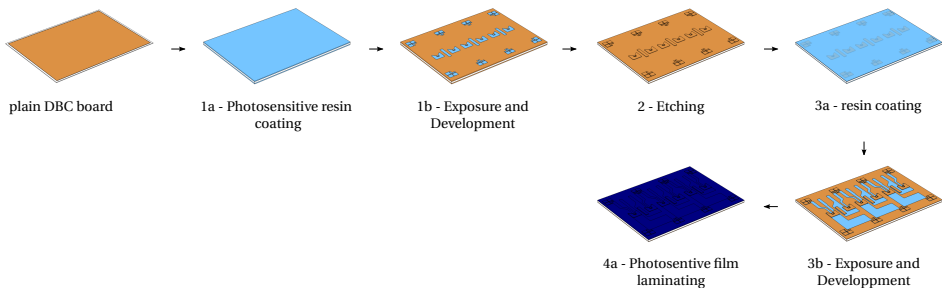 plain DBC board
1a - Photosensitive resin
coating
1b - Exposure and
Development
2 - Etching
3a - resin coating
4a - Photosentive film
laminating
3b - Exposure and
Developpment